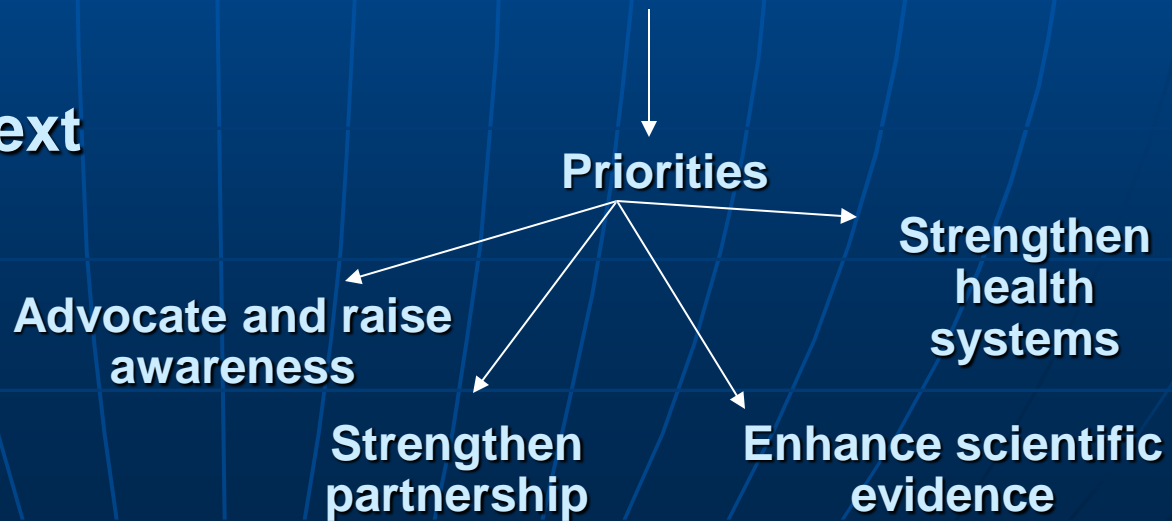 ext
Priorities
Strengthen
health
systems
Advocate and raise
awareness
Strengthen
partnership
Enhance scientific
evidence